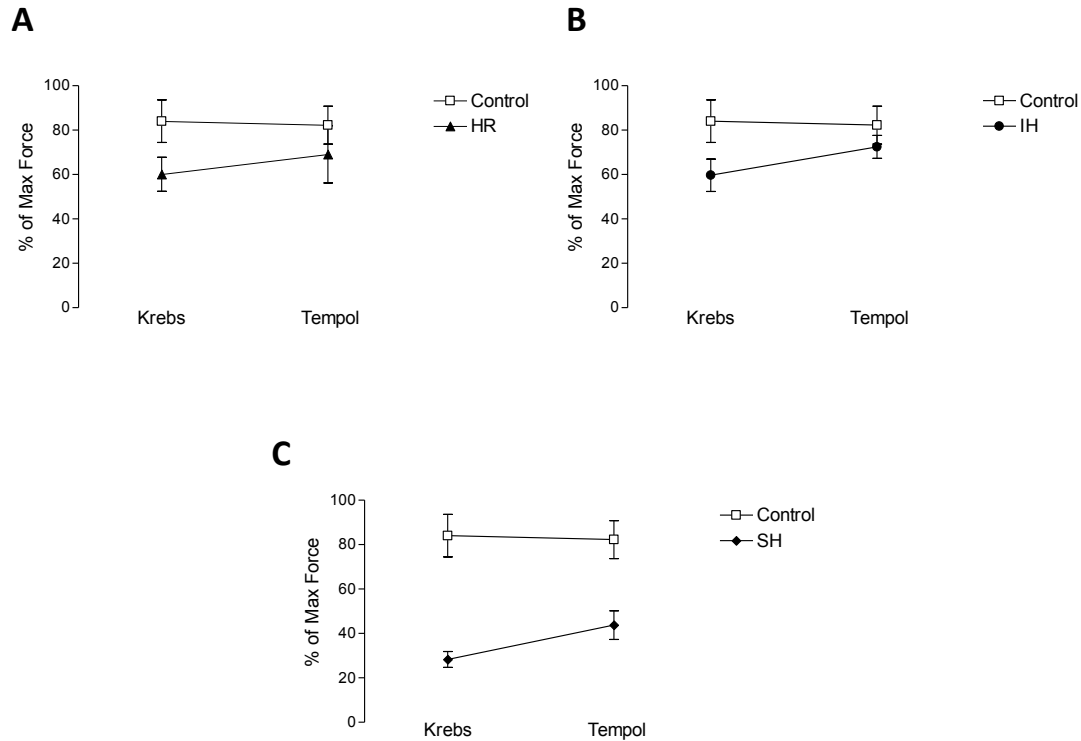 A
% of Max Force
100
80
60
40
20
0
Krebs Tempol
Control
HR
B
% of Max Force
100
80
60
40
20
0
Krebs Tempol
Control
IH
C
% of Max Force
100
80
60
40
20
0
Krebs Tempol
Control
SH